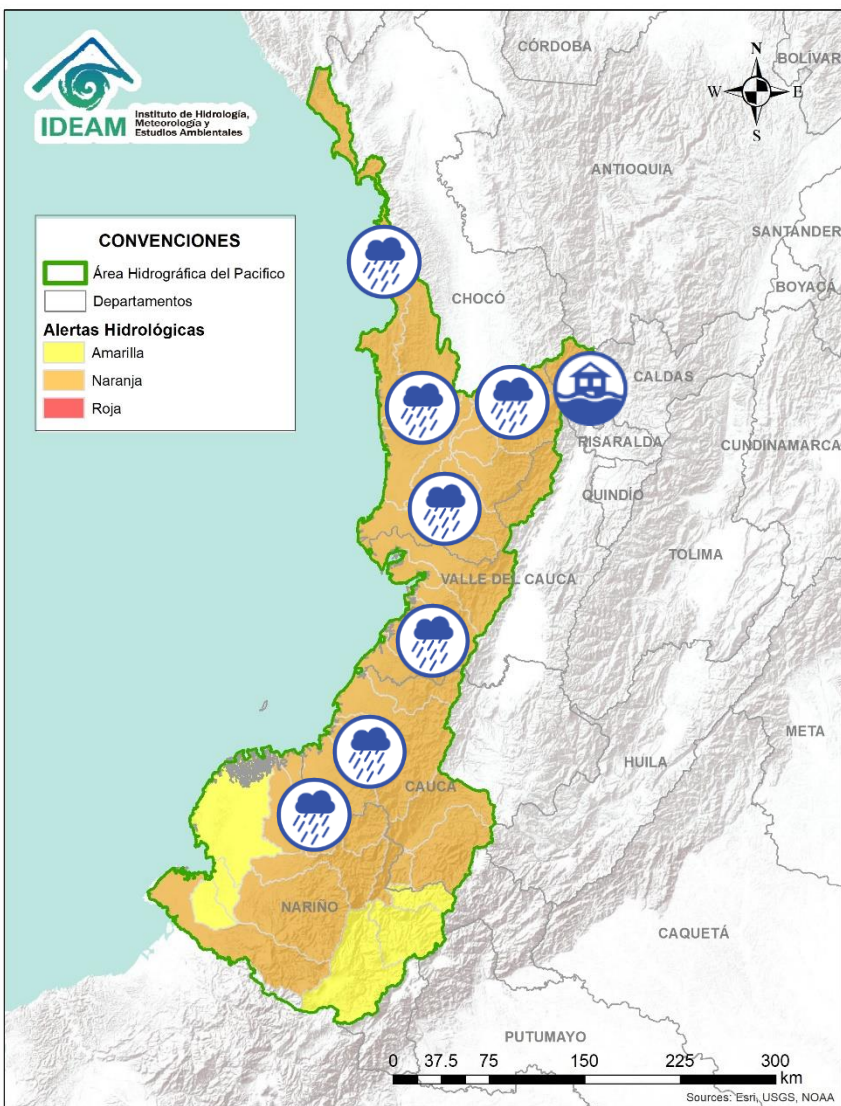 IDEAM
Instituto de Hidrología,
Meteorología y
Estudios Ambientales
N
W E
S
CÓRDOBA
BOLÍVAR
ANTIOQUIA
SANTANDER
BOYACÁ
CHOCÓ
CONVENCIONES
Área Hidrográfica del Pacifico
Departamentos
Alertas Hidrológicas
Amarilla
Naranja
Roja
CALDAS
RISARALDA
CUNDINAMARCA
QUINDÍO
TOLIMA
VALLE DEL CAUCA
META
HUILA
CAUCA
NARIÑO
CAQUETÁ
PUTUMAYO
0 37.5 75 150 225 300
km
Sources: Esri, USGS, NOAA